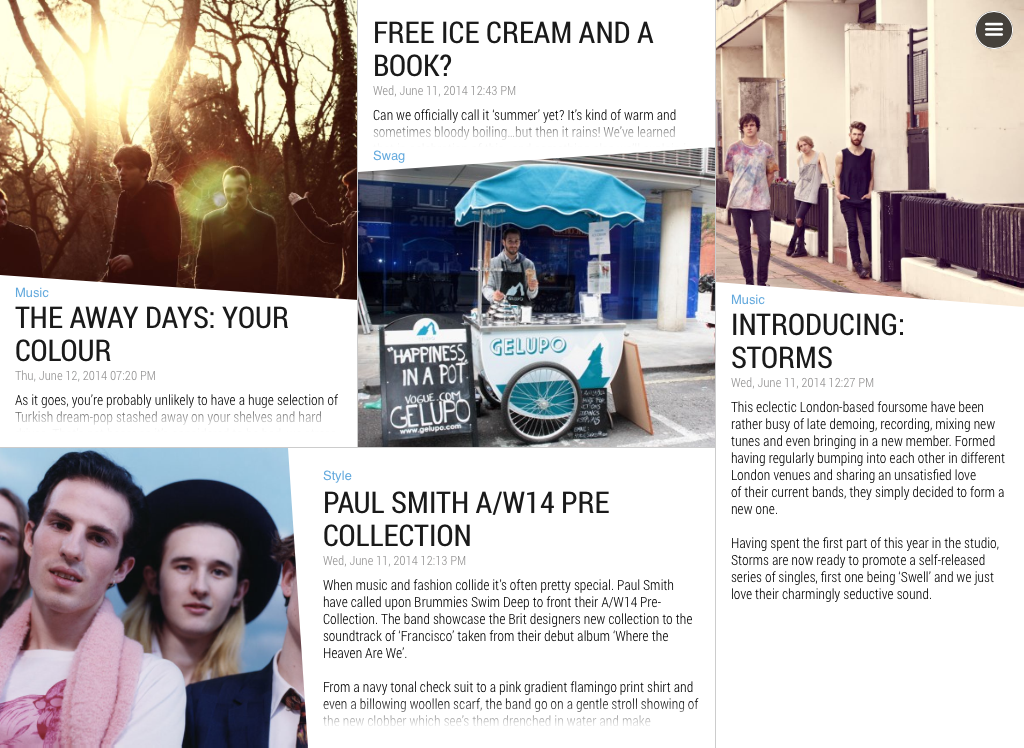 Music
THE AWAY DAYS: YOUR
COLOUR
Thu, June 12, 2014 07:20 PM
As it goes, you're probably unlikely to have a huge selection of
Turkish dream-pop stashed away on your shelves and hard
FREE ICE CREAM AND A
BOOK?
Wed, June 11, 2014 12:43 PM
Can we officially call it 'summer' yet? It's kind of warm and
sometimes bloody boiling...but then it rains! We've learned
Swag
GELUPO
"HAPPINESS,
IN A POT."
VOGUE.COM
GELUPO
www.gelupo.com
Music
INTRODUCING:
STORMS
Wed, June 11, 2014 12:27 PM
This eclectic London-based foursome have been
rather busy of late demoing, recording, mixing new
tunes and even bringing in a new member. Formed
having regularly bumping into each other in different
London venues and sharing an unsatisfied love
of their current bands, they simply decided to form a
new one.
Having spent the first part of this year in the studio,
Storms are now ready to promote a self-released
series of singles, first one being 'Swell' and we just
love their charmingly seductive sound.
Style
PAUL SMITH A/W14 PRE
COLLECTION
Wed, June 11, 2014 12:13 PM
When music and fashion collide it's often pretty special. Paul Smith
have called upon Brummies Swim Deep to front their A/W14 Pre-
Collection. The band showcase the Brit designers new collection to the
soundtrack of 'Francisco' taken from their debut album 'Where the
Heaven Are We'.
From a navy tonal check suit to a pink gradient flamingo print shirt and
even a billowing woollen scarf, the band go on a gentle stroll showing of
the new clobber which see's them drenched in water and make